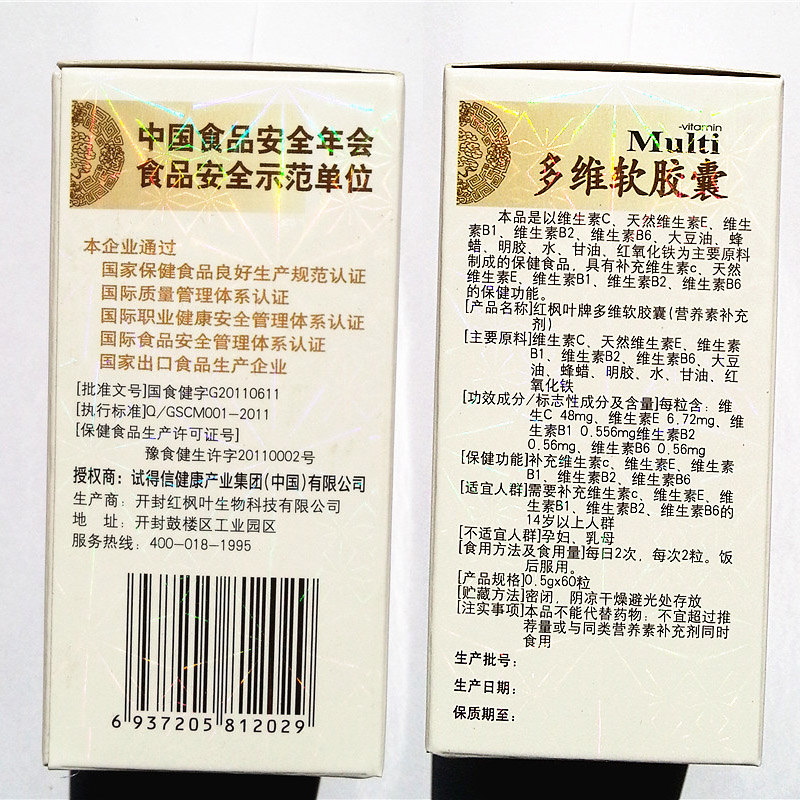 中国食品安全年会
食品安全示范单位
本企业通过
国家保健食品良好生产规范认证
国际质量管理体系认证
国际职业健康安全管理体系认证
国际食品安全管理体系认证
国家出口食品生产企业
[批准文号]国食健字G20110611
[执行标准]Q/GSCM001-2011
[保健食品生产许可证号]
豫食健生许字20110002号
授权商：试得信健康产业集团(中国)有限公司
生产商：开封红枫叶生物科技有限公司
地 址：开封鼓楼区工业园区
服务热线：400-018-1995
6 937205 812029
-vitamin
Multi
多维软胶囊
本品是以维生素C、天然维生素E、维生
素B1、维生素B2、维生素B6、大豆油、蜂
蜡、明胶、水、甘油、红氧化铁为主要原料
制成的保健食品，具有补充维生素c、天然
维生素E、维生素B1、维生素B2、维生素B6
的保健功能。
[产品名称]红枫叶牌多维软胶囊(营养素补充
剂)
[主要原料]维生素C、天然维生素E、维生素
B1、维生素B2、维生素B6、大豆
油、蜂蜡、明胶、水、甘油、红
氧化铁
[功效成分/标志性成分及含量]每粒含：维
生C 48mg、维生素E 6.72mg、维
生素B1 0.556mg维生素B2
0.56mg、维生素B6 0.56mg
[保健功能]补充维生素c、维生素E、维生素
B1、维生素B2、维生素B6
[适宜人群]需要补充维生素c、维生素E、维
生素B1、维生素B2、维生素B6的
14岁以上人群
[不适宜人群]孕妇、乳母
[食用方法及食用量]每日2次，每次2粒。饭
后服用。
[产品规格]0.5gx60粒
[贮藏方法]密闭，阴凉干燥避光处存放
[注实事项]本品不能代替药物；不宜超过推
荐量或与同类营养素补充剂同时
食用
生产批号：
生产日期：
保质期至：